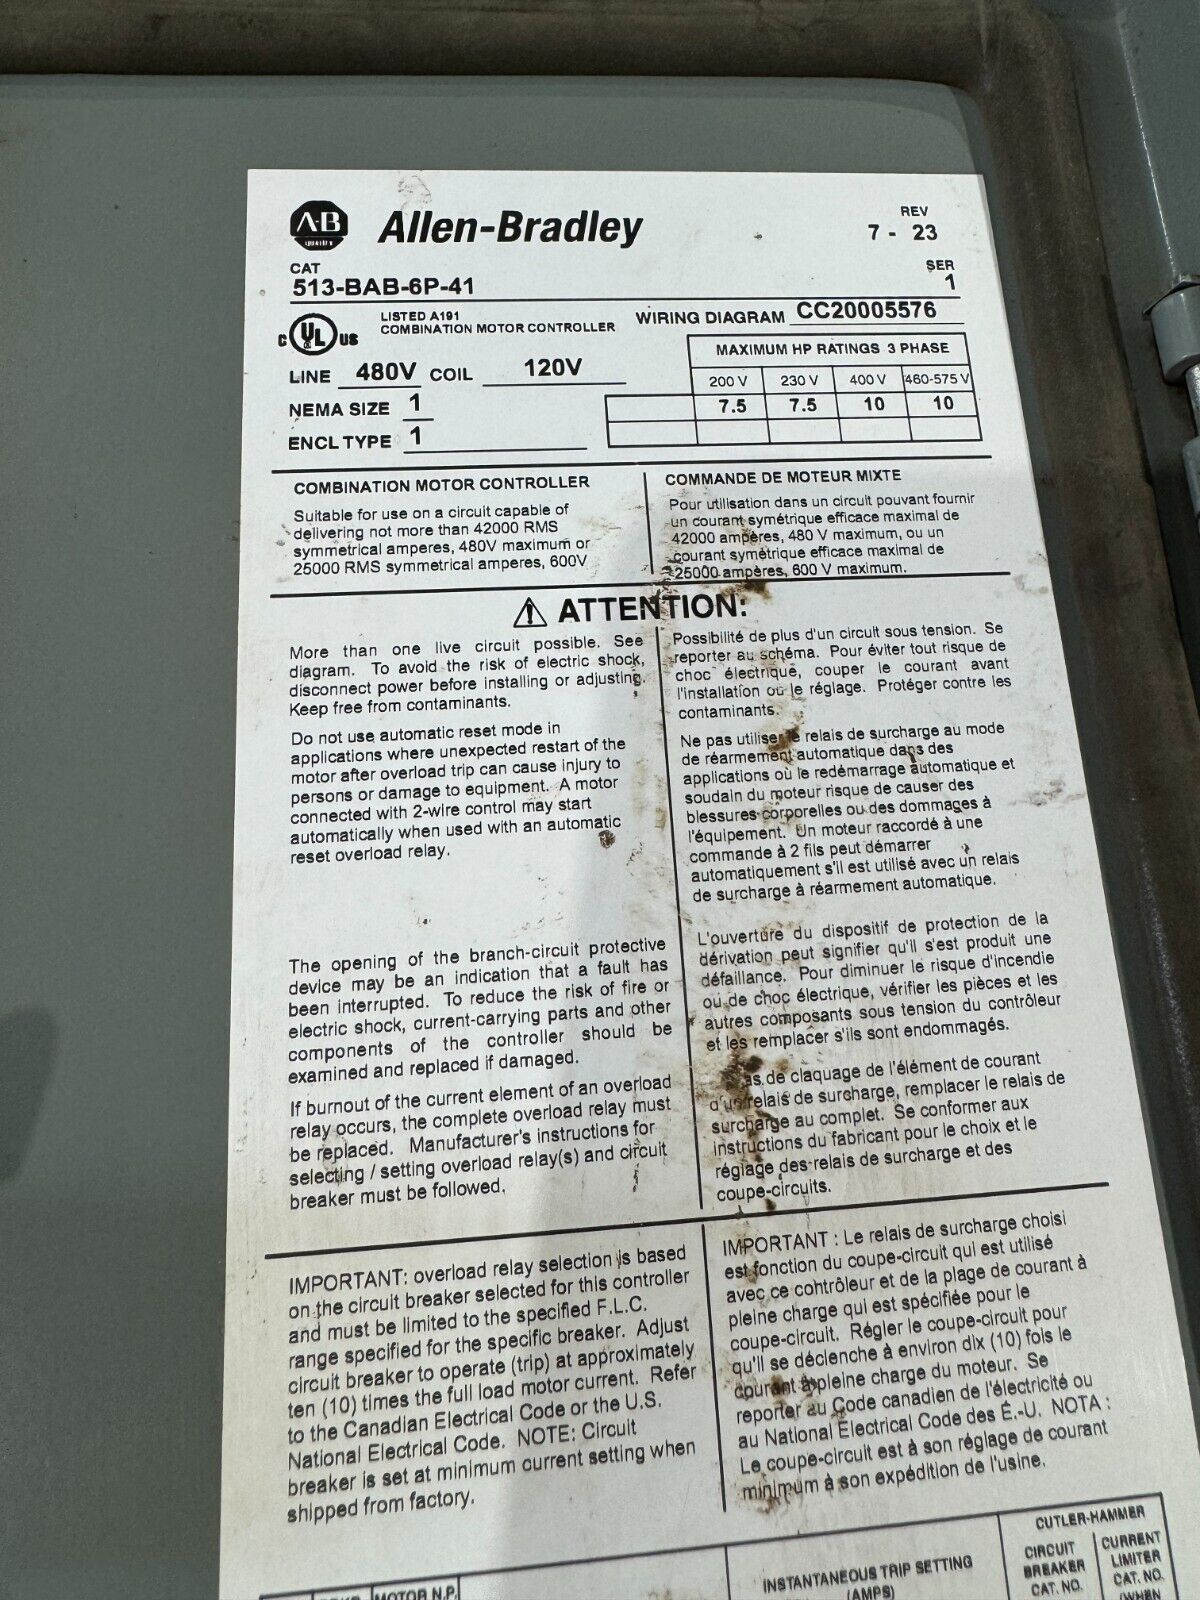 A-B
QUALITY
Allen-Bradley
REV
7 - 23
CAT
513-BAB-6P-41
SER
1
C UL US
LISTED A191
COMBINATION MOTOR CONTROLLER
WIRING DIAGRAM CC20005576
LINE 480V COIL 120V
NEMA SIZE 1
ENCL TYPE 1
MAXIMUM HP RATINGS 3 PHASE
200 V 230 V 400 V 460-575 V
7.5 7.5 10 10
COMBINATION MOTOR CONTROLLER
Suitable for use on a circuit capable of
delivering not more than 42000 RMS
symmetrical amperes, 480V maximum or
25000 RMS symmetrical amperes, 600V
COMMANDE DE MOTEUR MIXTE
Pour utilisation dans un circuit pouvant fournir
un courant symétrique efficace maximal de
42000 ampères, 480 V maximum, ou un
courant symétrique efficace maximal de
25000 ampères, 600 V maximum.
ATTENTION:
More than one live circuit possible. See
diagram. To avoid the risk of electric shock,
disconnect power before installing or adjusting.
Keep free from contaminants.
Do not use automatic reset mode in
applications where unexpected restart of the
motor after overload trip can cause injury to
persons or damage to equipment. A motor
connected with 2-wire control may start
automatically when used with an automatic
reset overload relay.
The opening of the branch-circuit protective
device may be an indication that a fault has
been interrupted. To reduce the risk of fire or
electric shock, current-carrying parts and other
components of the controller should be
examined and replaced if damaged.
If burnout of the current element of an overload
relay occurs, the complete overload relay must
be replaced. Manufacturer's instructions for
selecting / setting overload relay(s) and circuit
breaker must be followed.
Possibilité de plus d'un circuit sous tension. Se
reporter au schéma. Pour éviter tout risque de
choc électrique, couper le courant avant
l'installation ou le réglage. Protéger contre les
contaminants.
Ne pas utiliser le relais de surcharge au mode
de réarmement automatique dans des
applications où le redémarrage automatique et
soudain du moteur risque de causer des
blessures corporelles ou des dommages à
l'équipement. Un moteur raccordé à une
commande à 2 fils peut démarrer
automatiquement s'il est utilisé avec un relais
de surcharge à réarmement automatique.
L'ouverture du dispositif de protection de la
dérivation peut signifier qu'il s'est produit une
défaillance. Pour diminuer le risque d'incendie
ou de choc électrique, vérifier les pièces et les
autres composants sous tension du contrôleur
et les remplacer s'ils sont endommagés.
as de claquage de l'élément de courant
d'un relais de surcharge, remplacer le relais de
surcharge au complet. Se conformer aux
instructions du fabricant pour le choix et le
réglage des relais de surcharge et des
coupe-circuits.
IMPORTANT: overload relay selection is based
on the circuit breaker selected for this controller
and must be limited to the specified F.L.C.
range specified for the specific breaker. Adjust
circuit breaker to operate (trip) at approximately
ten (10) times the full load motor current. Refer
to the Canadian Electrical Code or the U.S.
National Electrical Code. NOTE: Circuit
breaker is set at minimum current setting when
shipped from factory.
IMPORTANT : Le relais de surcharge choisi
est fonction du coupe-circuit qui est utilisé
avec ce contrôleur et de la plage de courant à
pleine charge qui est spécifiée pour le
coupe-circuit. Régler le coupe-circuit pour
qu'il se déclenche à environ dix (10) fois le
courant à pleine charge du moteur. Se
reporter au Code canadien de l'électricité ou
au National Electrical Code des É.-U. NOTA :
Le coupe-circuit est à son réglage de courant
minimum à son expédition de l'usine.
MOTOR N.P.
INSTANTANEOUS TRIP SETTING
(AMPS)
CUTLER-HAMMER
CIRCUIT
BREAKER
CAT. NO.
CURRENT
LIMITER
CAT. NO.
(WHEN